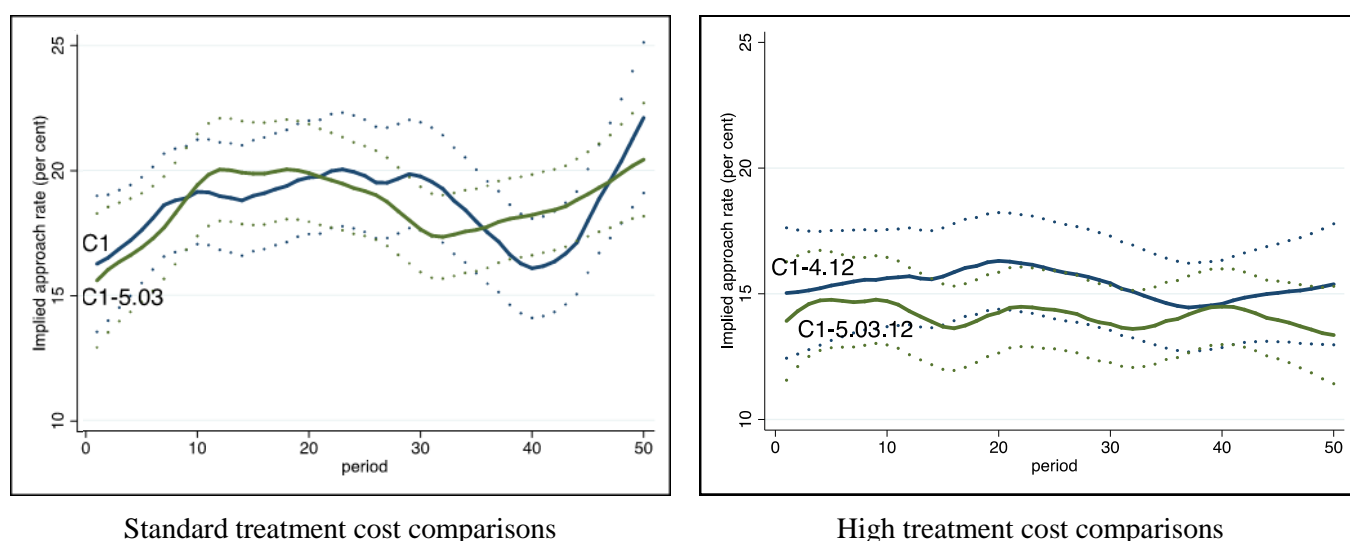 Implied approach rate (per cent)
25
20
15
10
C1
C1-5.03
0 10 20 30 40 50
period
Standard treatment cost comparisons
Implied approach rate (per cent)
25
20
15
10
C1-4.12
C1-5.03.12
0 10 20 30 40 50
period
High treatment cost comparisons